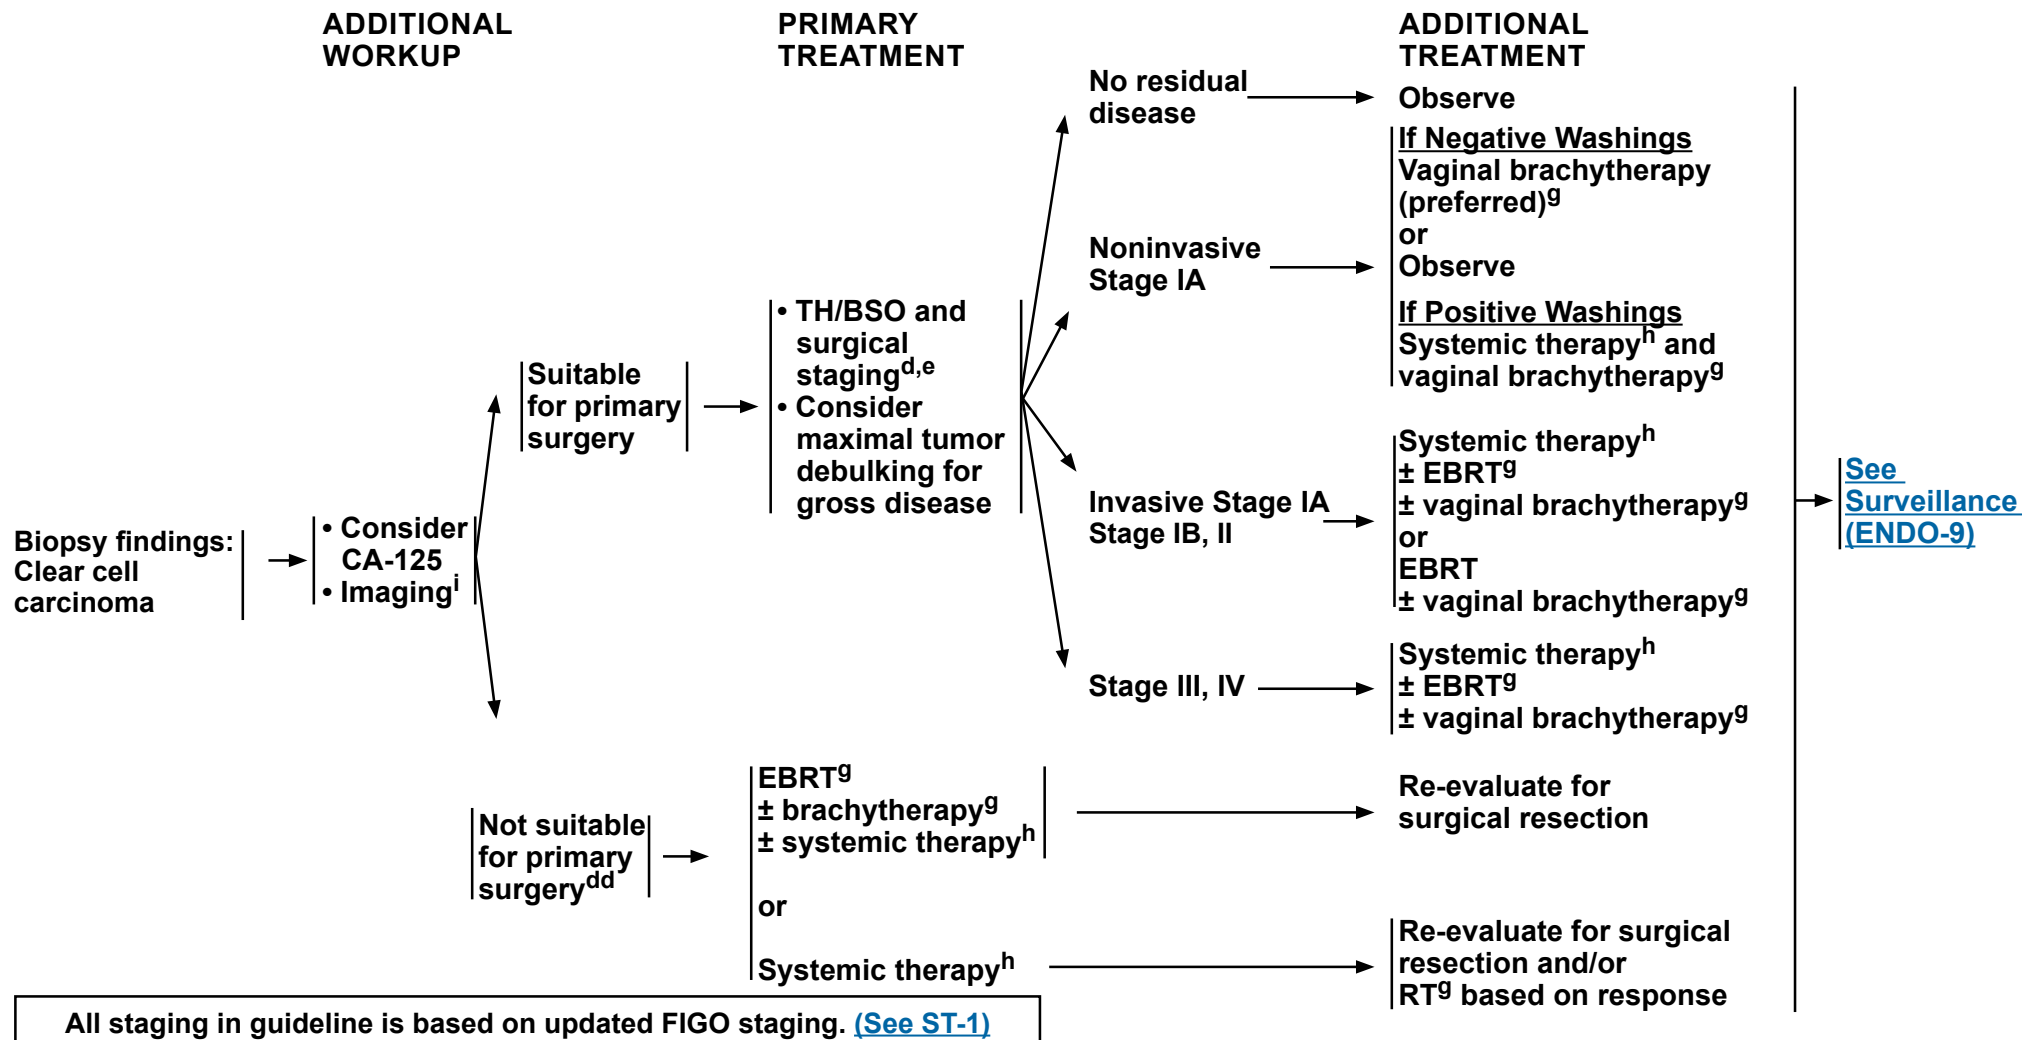 ADDITIONAL
WORKUP
PRIMARY
TREATMENT
ADDITIONAL
TREATMENT
Biopsy findings:
Clear cell
carcinoma
• Consider
CA-125
• Imagingi
Suitable
for primary
surgery
• TH/BSO and
surgical
stagingd,e
• Consider
maximal tumor
debulking for
gross disease
No residual
disease
Observe
Noninvasive
Stage IA
If Negative Washings
Vaginal brachytherapy
(preferred)g
or
Observe
If Positive Washings
Systemic therapyh and
vaginal brachytherapyg
Invasive Stage IA
Stage IB, II
Systemic therapyh
± EBRTg
± vaginal brachytherapyg
or
EBRT
± vaginal brachytherapyg
Stage III, IV
Systemic therapyh
± EBRTg
± vaginal brachytherapyg
Not suitable
for primary
surgerydd
EBRTg
± brachytherapyg
± systemic therapyh
or
Systemic therapyh
Re-evaluate for
surgical resection
Re-evaluate for surgical
resection and/or
RTg based on response
See
Surveillance
(ENDO-9)
All staging in guideline is based on updated FIGO staging. (See ST-1)